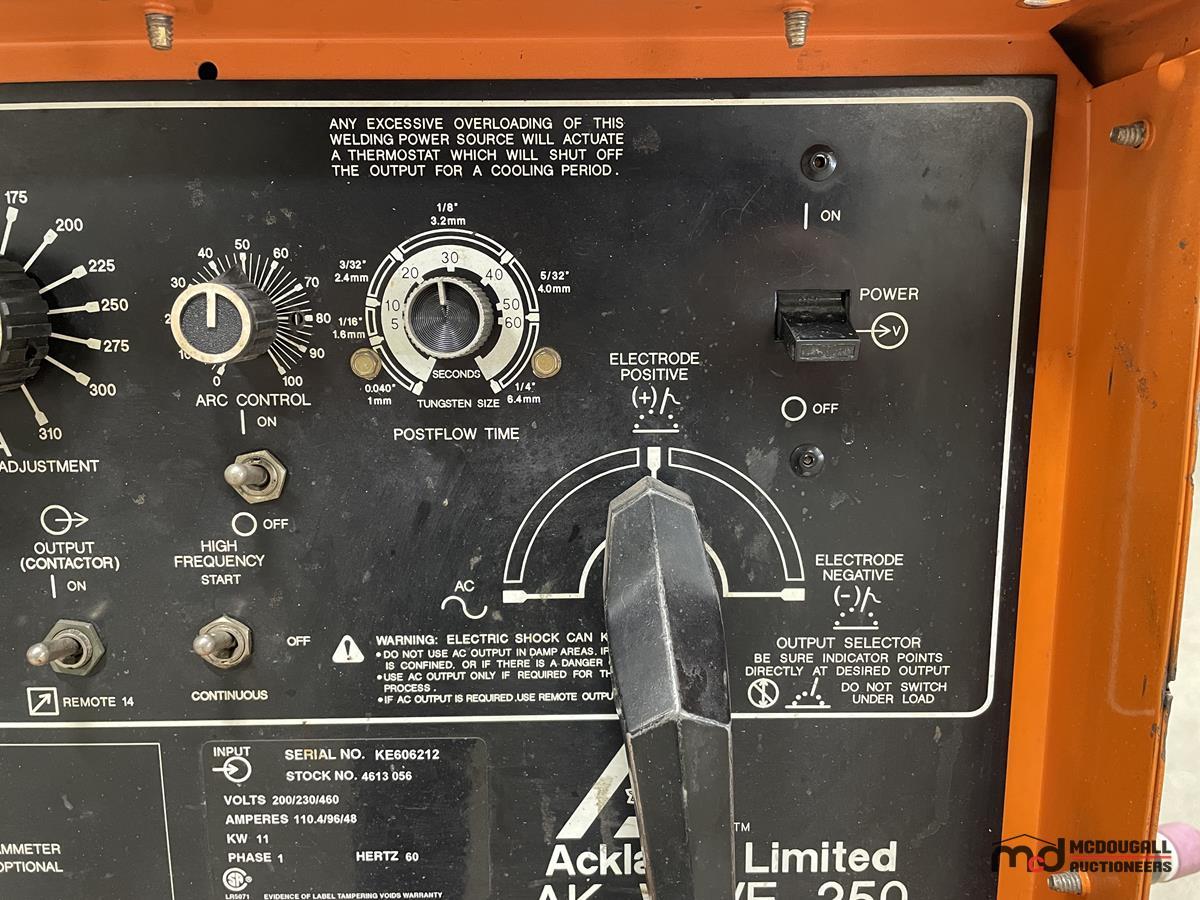 ANY EXCESSIVE OVERLOADING OF THIS
WELDING POWER SOURCE WILL ACTUATE
A THERMOSTAT WHICH WILL SHUT OFF
THE OUTPUT FOR A COOLING PERIOD.
175
200
225
250
275
300
310
ADJUSTMENT
0
30
40
50
60
70
80
90
100
ARC CONTROL
ON
OFF
HIGH
FREQUENCY
START
OFF
CONTINUOUS
1/8"
3.2mm
3/32"
2.4mm
5/32"
4.0mm
1/16"
1.6mm
0.040"
1mm
1/4"
6.4mm
5
10
20
30
40
50
60
SECONDS
TUNGSTEN SIZE
POSTFLOW TIME
ON
POWER
V
OFF
ELECTRODE
POSITIVE
(+)
AC
ELECTRODE
NEGATIVE
(-)
OUTPUT SELECTOR
BE SURE INDICATOR POINTS
DIRECTLY AT DESIRED OUTPUT
DO NOT SWITCH
UNDER LOAD
OUTPUT
(CONTACTOR)
ON
REMOTE 14
WARNING: ELECTRIC SHOCK CAN K
• DO NOT USE AC OUTPUT IN DAMP AREAS, IF
IS CONFINED, OR IF THERE IS A DANGER
• USE AC OUTPUT ONLY IF REQUIRED FOR TH
PROCESS.
• IF AC OUTPUT IS REQUIRED, USE REMOTE OUTPU
AMMETER
OPTIONAL
INPUT
SERIAL NO. KE606212
STOCK NO. 4613 056
VOLTS 200/230/460
AMPERES 110.4/96/48
KW 11
PHASE 1 HERTZ 60
LR5071 EVIDENCE OF LABEL TAMPERING VOIDS WARRANTY
TM
Ackla Limited
AK 250
mcd MCDOUGALL
AUCTIONEERS